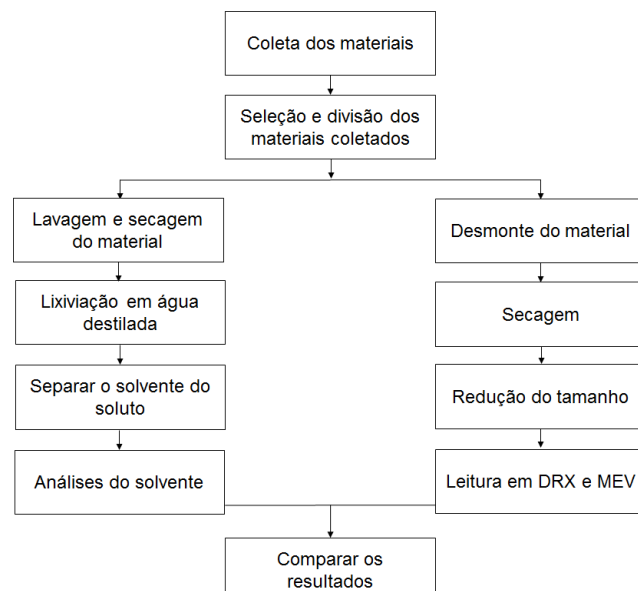 Coleta dos materiais
Seleção e divisão dos
materiais coletados
Lavagem e secagem
do material
Lixiviação em água
destilada
Separar o solvente do
soluto
Análises do solvente
Desmonte do material
Secagem
Redução do tamanho
Leitura em DRX e MEV
Comparar os
resultados